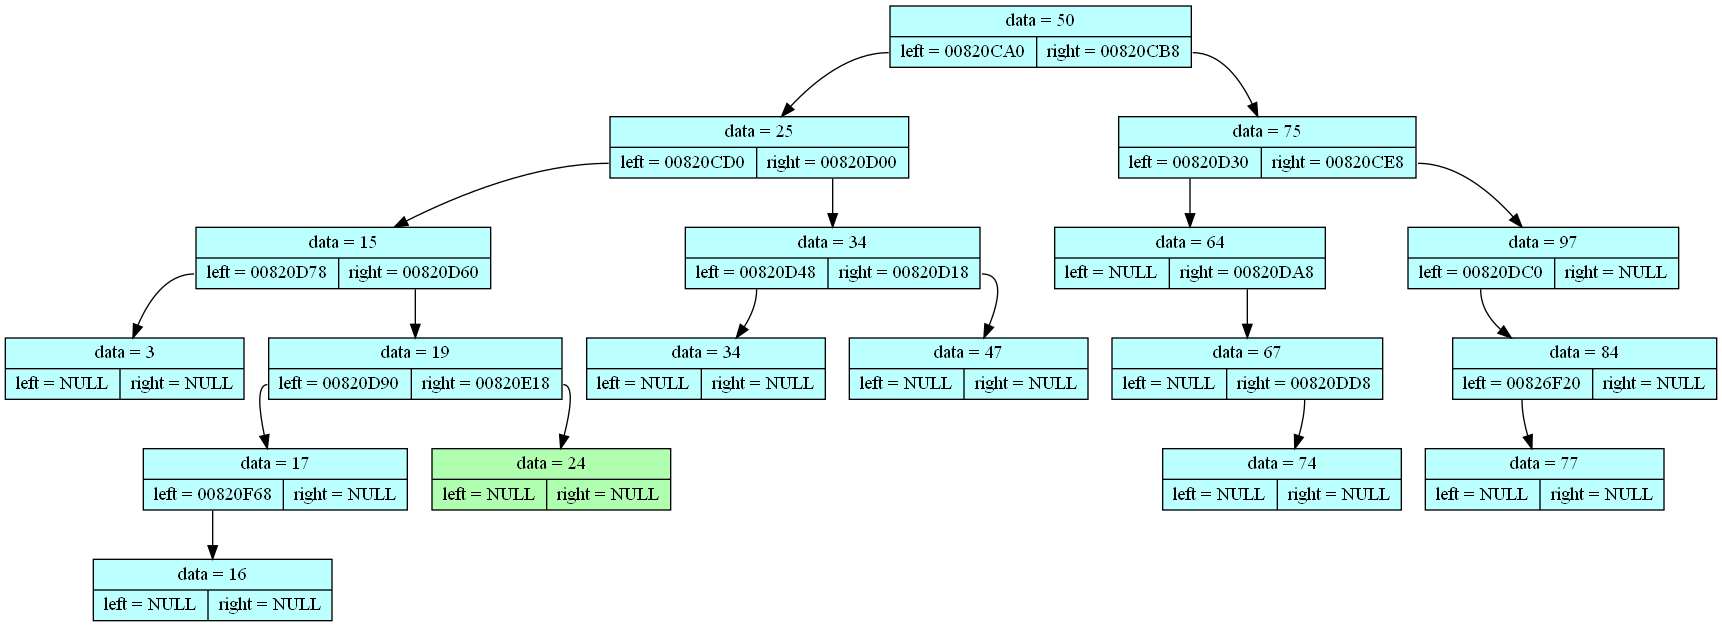 data = 50
left = 00820CA0 right = 00820CB8
data = 25
left = 00820CD0 right = 00820D00
data = 75
left = 00820D30 right = 00820CE8
data = 15
left = 00820D78 right = 00820D60
data = 34
left = 00820D48 right = 00820D18
data = 64
left = NULL right = 00820DA8
data = 97
left = 00820DC0 right = NULL
data = 3
left = NULL right = NULL
data = 19
left = 00820D90 right = 00820E18
data = 34
left = NULL right = NULL
data = 47
left = NULL right = NULL
data = 67
left = NULL right = 00820DD8
data = 84
left = 00826F20 right = NULL
data = 17
left = 00820F68 right = NULL
data = 24
left = NULL right = NULL
data = 74
left = NULL right = NULL
data = 77
left = NULL right = NULL
data = 16
left = NULL right = NULL